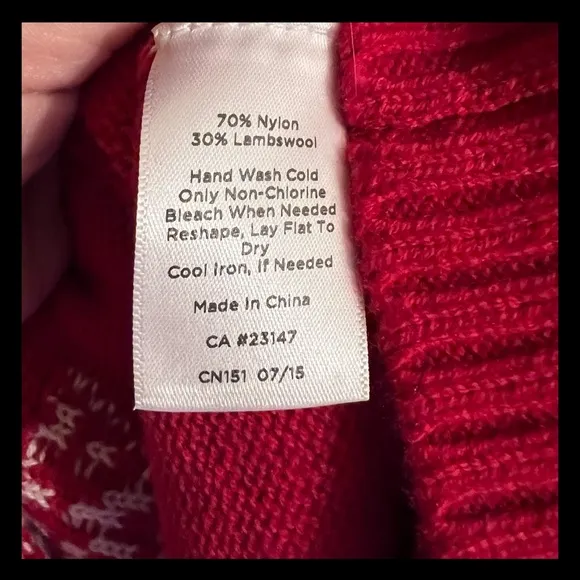 70% Nylon
30% Lambswool
Hand Wash Cold
Only Non-Chlorine
Bleach When Needed
Reshape, Lay Flat To
Dry
Cool Iron, If Needed
Made In China
CA #23147
CN151 07/15